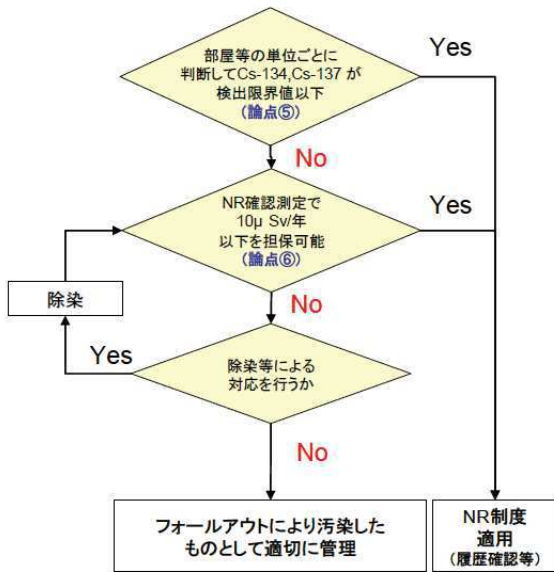 部屋等の単位ごとに
判断してCs-134,Cs-137 が
検出限界値以下
(論点⑤)
Yes
No
NR確認測定で
10μ Sv/年
以下を担保可能
(論点⑥)
Yes
除染
No
Yes
除染等による
対応を行うか
No
フォールアウトにより汚染した
ものとして適切に管理
NR制度
適用
(履歴確認等)